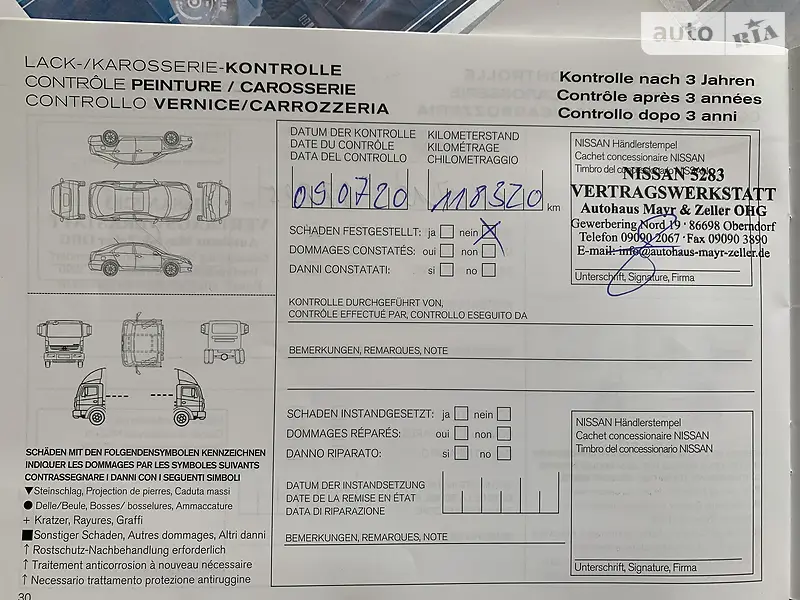 auto RIA
LACK-/KAROSSERIE-KONTROLLE
CONTRÔLE PEINTURE / CAROSSERIE
CONTROLLO VERNICE/CARROZZERIA
Kontrolle nach 3 Jahren
Contrôle après 3 années
Controllo dopo 3 anni
DATUM DER KONTROLLE
DATE DU CONTRÔLE
DATA DEL CONTROLLO
090720
KILOMETERSTAND
KILOMÉTRAGE
CHILOMETRAGGIO
118320 km
NISSAN Händlerstempel
Cachet concessionaire NISSAN
Timbro del concessionario NISSAN
NISSAN 5283
VERTRAGSWERKSTATT
Autohaus Mayr & Zeller OHG
Gewerbering Nord 19 · 86698 Oberndorf
Telefon 09090 2067 · Fax 09090 3890
E-mail: info@autohaus-mayr-zeller.de
Unterschrift, Signature, Firma
SCHADEN FESTGESTELLT: ja nein
DOMMAGES CONSTATÉS: oui non
DANNI CONSTATATI: si no
KONTROLLE DURCHGEFÜHRT VON,
CONTRÔLE EFFECTUÉ PAR, CONTROLLO ESEGUITO DA
BEMERKUNGEN, REMARQUES, NOTE
SCHADEN INSTANDGESETZT: ja nein
DOMMAGES RÉPARÉS: oui non
DANNO RIPARATO: si no
DATUM DER INSTANDSETZUNG
DATE DE LA REMISE EN ÉTAT
DATA DI RIPARAZIONE
BEMERKUNGEN, REMARQUES, NOTE
NISSAN Händlerstempel
Cachet concessionaire NISSAN
Timbro del concessionario NISSAN
Unterschrift, Signature, Firma
SCHÄDEN MIT DEN FOLGENDENSYMBOLEN KENNZEICHNEN
INDIQUER LES DOMMAGES PAR LES SYMBOLES SUIVANTS
CONTRASSEGNARE I DANNI CON I SEGUENTI SIMBOLI
▼Steinschlag, Projection de pierres, Caduta massi
● Delle/Beule, Bosses/ bosselures, Ammaccature
+ Kratzer, Rayures, Graffi
■Sonstiger Schaden, Autres dommages, Altri danni
↑ Rostschutz-Nachbehandlung erforderlich
↑ Traitement anticorrosion à nouveau nécessaire
↑ Necessario trattamento protezione antiruggine
30